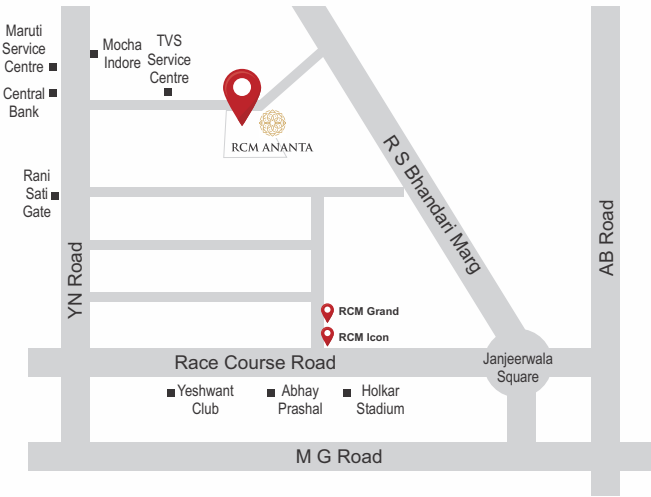 Maruti
Service
Centre
Mocha
Indore
TVS
Service
Centre
Central
Bank
RCM ANANTA
Rani
Sati
Gate
R S Bhandari Marg
YN Road
AB Road
RCM Grand
RCM Icon
Race Course Road
Janjeerwala
Square
Yeshwant
Club
Abhay
Prashal
Holkar
Stadium
M G Road